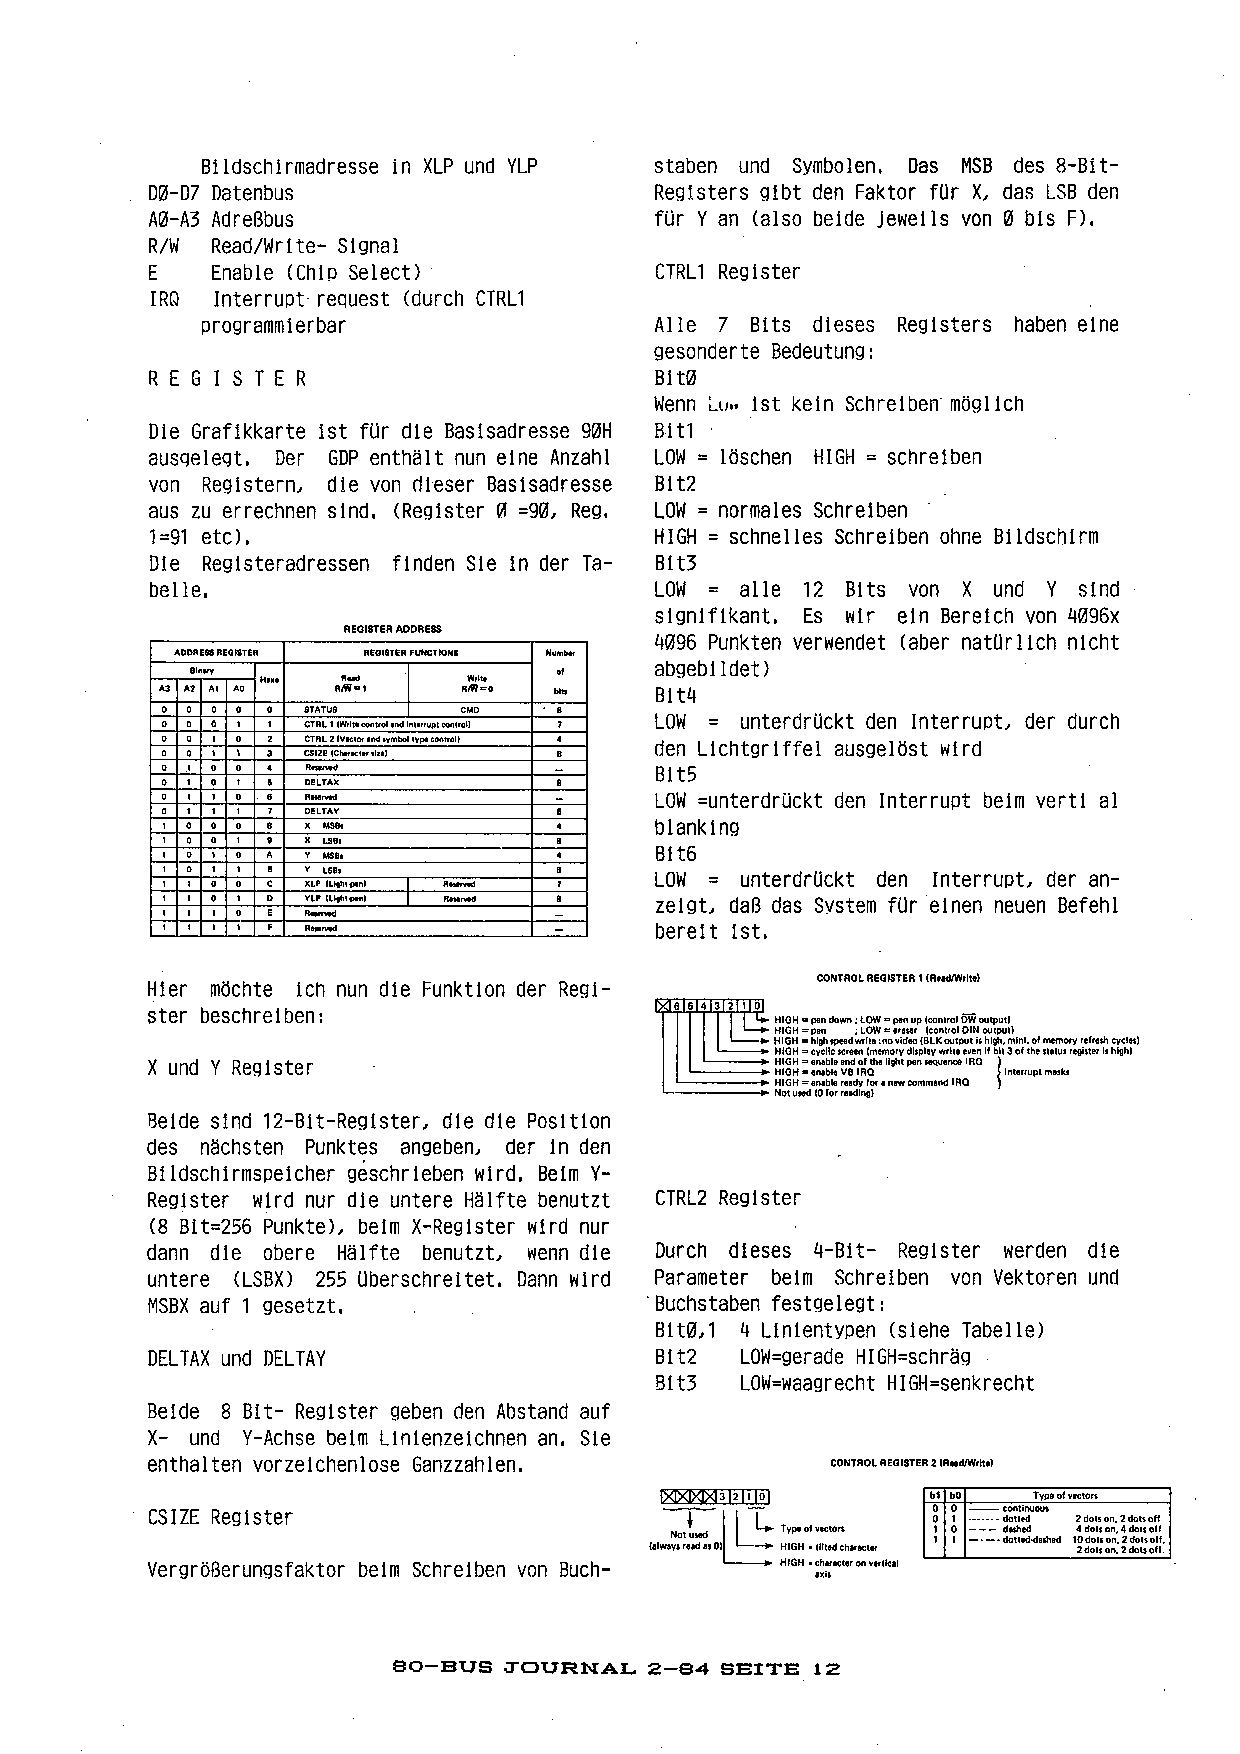 Bildschirmadresse in XLP und YLP
DØ-D7 Datenbus
AØ-A3 Adreßbus
R/W Read/Write- Signal
E Enable (Chip Select)
IRQ Interrupt request (durch CTRL1
programmierbar
R E G I S T E R
Die Grafikkarte ist für die Basisadresse 9ØH
ausgelegt. Der GDP enthält nun eine Anzahl
von Registern, die von dieser Basisadresse
aus zu errechnen sind. (Register Ø =9Ø, Reg.
1=91 etc).
Die Registeradressen finden Sie in der Ta-
belle.
REGISTER ADDRESS
ADDRESS REGISTER REGISTER FUNCTIONS Number
Binary Hexa Read Write of
A3 A2 A1 A0 R/W̅=1 R/W̅=0 bits
0 0 0 0 0 STATUS CMD 8
0 0 0 1 1 CTRL 1 (Write control and interrupt control) 7
0 0 1 0 2 CTRL 2 (Vector and symbol type control) 4
0 0 1 1 3 CSIZE (Character size) 8
0 1 0 0 4 Reserved —
0 1 0 1 5 DELTAX 8
0 1 1 0 6 Reserved —
0 1 1 1 7 DELTAY 8
1 0 0 0 8 X MSBs 4
1 0 0 1 9 X LSBs 8
1 0 1 0 A Y MSBs 4
1 0 1 1 B Y LSBs 8
1 1 0 0 C XLP (Light pen) Reserved 7
1 1 0 1 D YLP (Light pen) Reserved 8
1 1 1 0 E Reserved —
1 1 1 1 F Reserved —
Hier möchte ich nun die Funktion der Regi-
ster beschreiben:
X und Y Register
Beide sind 12-Bit-Register, die die Position
des nächsten Punktes angeben, der in den
Bildschirmspeicher geschrieben wird. Beim Y-
Register wird nur die untere Hälfte benutzt
(8 Bit=256 Punkte), beim X-Register wird nur
dann die obere Hälfte benutzt, wenn die
untere (LSBX) 255 überschreitet. Dann wird
MSBX auf 1 gesetzt.
DELTAX und DELTAY
Beide 8 Bit- Register geben den Abstand auf
X- und Y-Achse beim Linienzeichnen an. Sie
enthalten vorzeichenlose Ganzzahlen.
CSIZE Register
Vergrößerungsfaktor beim Schreiben von Buch-
staben und Symbolen. Das MSB des 8-Bit-
Registers gibt den Faktor für X, das LSB den
für Y an (also beide jeweils von Ø bis F).
CTRL1 Register
Alle 7 Bits dieses Registers haben eine
gesonderte Bedeutung:
BitØ
Wenn Low ist kein Schreiben möglich
Bit1
LOW = löschen HIGH = schreiben
Bit2
LOW = normales Schreiben
HIGH = schnelles Schreiben ohne Bildschirm
Bit3
LOW = alle 12 Bits von X und Y sind
signifikant. Es wir ein Bereich von 4Ø96x
4Ø96 Punkten verwendet (aber natürlich nicht
abgebildet)
Bit4
LOW = unterdrückt den Interrupt, der durch
den Lichtgriffel ausgelöst wird
Bit5
LOW =unterdrückt den Interrupt beim verti al
blanking
Bit6
LOW = unterdrückt den Interrupt, der an-
zeigt, daß das System für einen neuen Befehl
bereit ist.
CONTROL REGISTER 1 (Read/Write)
6 5 4 3 2 1 0
HIGH = pen down ; LOW = pen up (control D̅W̅ output)
HIGH = pen ; LOW = eraser (control DIN output)
HIGH = high speed write : no video (BLK output is high, mini. of memory refresh cycles)
HIGH = cyclic screen (memory display write even if bit 3 of the status register is high)
HIGH = enable end of the light pen sequence IRQ
HIGH = enable VB IRQ Interrupt masks
HIGH = enable ready for a new command IRQ
Not used (0 for reading)
CTRL2 Register
Durch dieses 4-Bit- Register werden die
Parameter beim Schreiben von Vektoren und
Buchstaben festgelegt:
BitØ,1 4 Linientypen (siehe Tabelle)
Bit2 LOW=gerade HIGH=schräg
Bit3 LOW=waagrecht HIGH=senkrecht
CONTROL REGISTER 2 (Read/Write)
3 2 1 0
Not used
(always read as 0)
Type of vectors
HIGH = tilted character
HIGH = character on vertical
axis
b1 b0 Type of vectors
0 0 continuous
0 1 dotted 2 dots on, 2 dots off
1 0 dashed 4 dots on, 4 dots off
1 1 dotted-dashed 10 dots on, 2 dots off,
2 dots on, 2 dots off.
80-BUS JOURNAL 2-84 SEITE 12